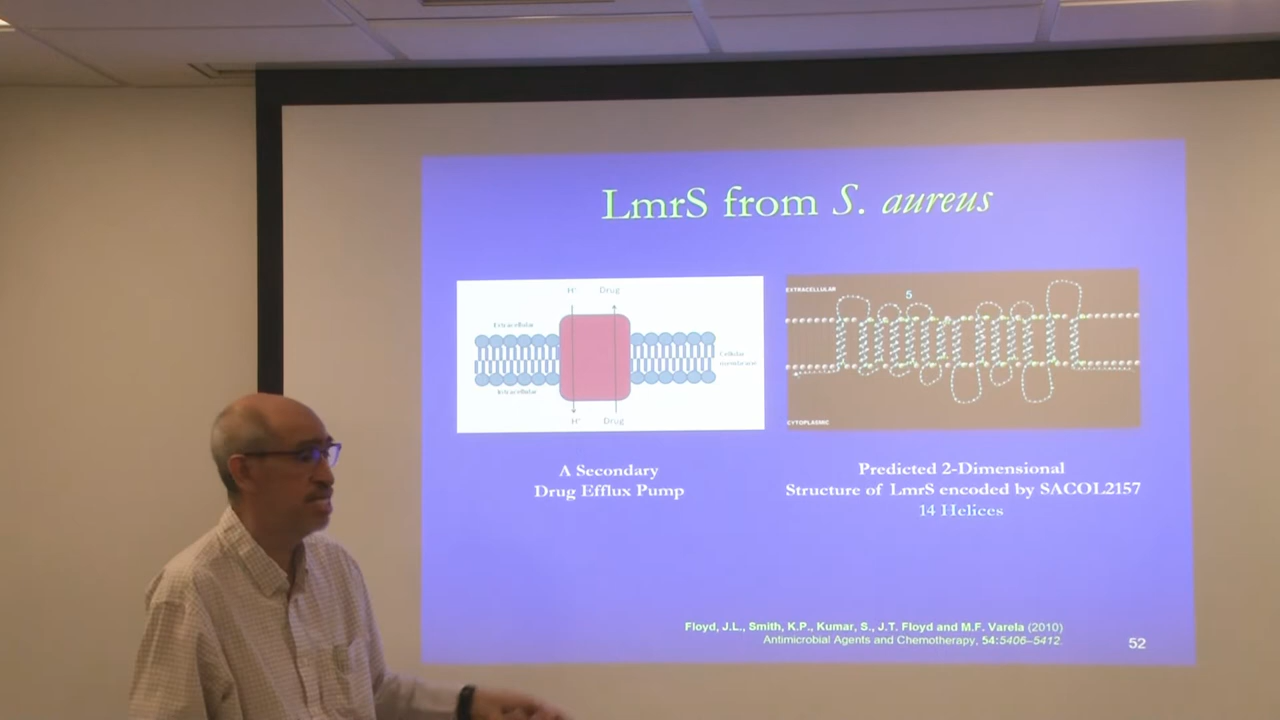 LmrS from S. aureus
H⁺ Drug
Extracellular
Cellular
membrane
Intracellular
H⁺ Drug
EXTRACELLULAR
5
CYTOPLASMIC
A Secondary
Drug Efflux Pump
Predicted 2-Dimensional
Structure of LmrS encoded by SACOL2157
14 Helices
Floyd, J.L., Smith, K.P., Kumar, S., J.T. Floyd and M.F. Varela (2010)
Antimicrobial Agents and Chemotherapy, 54:5406–5412.
52